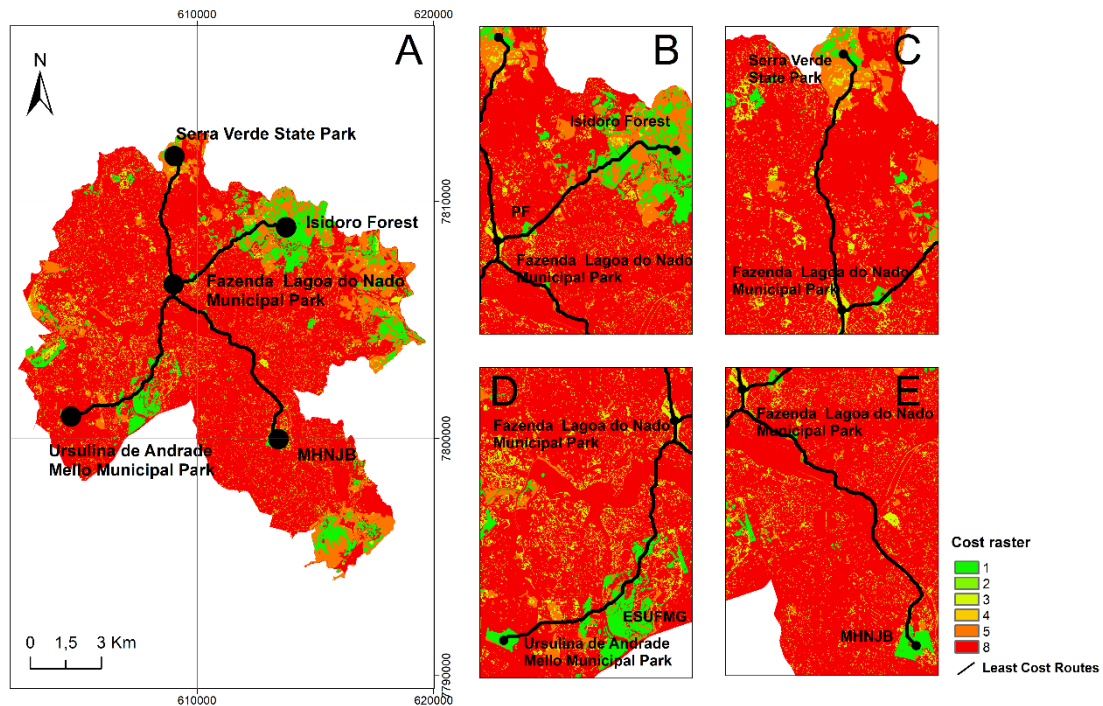 610000
620000
A
N
Serra Verde State Park
Isidoro Forest
Fazenda Lagoa do Nado
Municipal Park
Ursulina de Andrade
Mello Municipal Park
MHNJB
0 1,5 3 Km
7810000
7800000
7790000
610000
620000
B
Isidoro Forest
PF
Fazenda Lagoa do Nado
Municipal Park
C
Serra Verde
State Park
Fazenda Lagoa do Nado
Municipal Park
D
Fazenda Lagoa do Nado
Municipal Park
ESUFMG
Ursulina de Andrade
Mello Municipal Park
E
Fazenda Lagoa do Nado
Municipal Park
MHNJB
Cost raster
1
2
3
4
5
8
Least Cost Routes